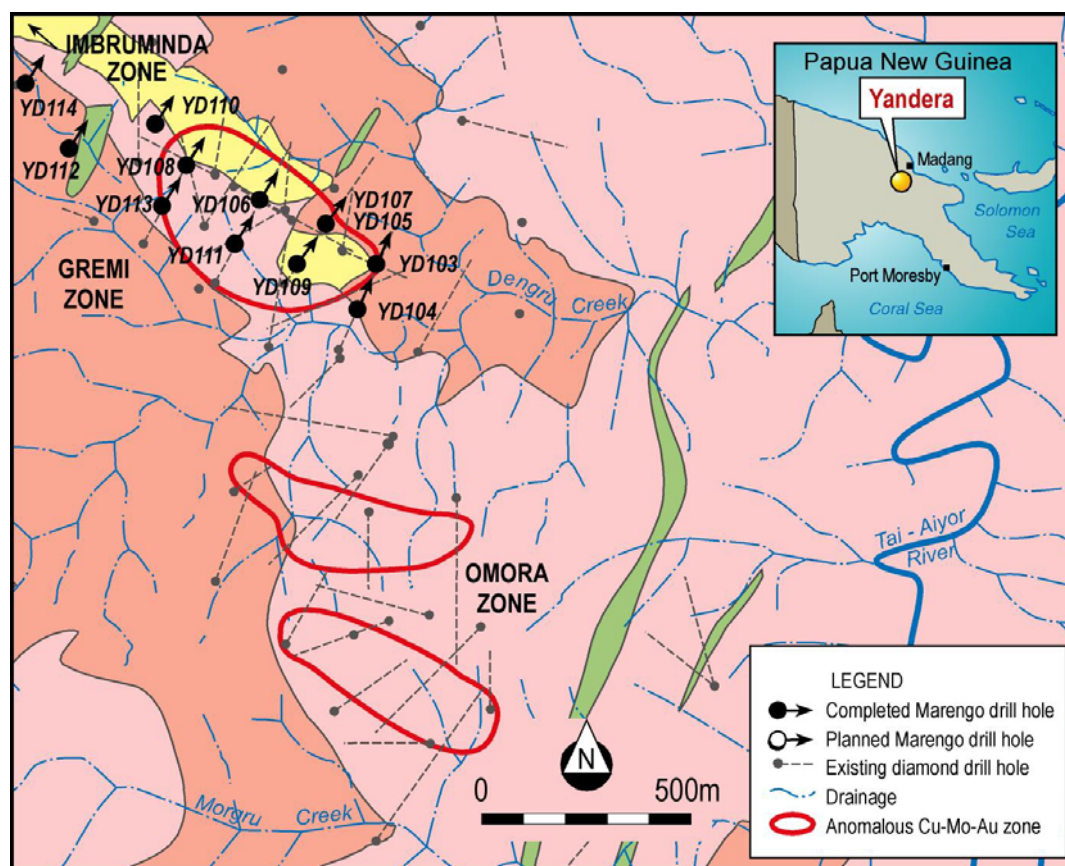 IMBRUMINDA
ZONE
YD114
YD110
YD112
YD108
YD113
YD106
YD107
YD105
YD111
YD103
YD109
YD104
GREMI
ZONE
Dengru Creek
OMORA
ZONE
Tai - Aiyor
River
Morgru Creek
N
0 500m
Papua New Guinea
Yandera
Madang
Solomon
Sea
Port Moresby
Coral Sea
LEGEND
Completed Marengo drill hole
Planned Marengo drill hole
Existing diamond drill hole
Drainage
Anomalous Cu-Mo-Au zone